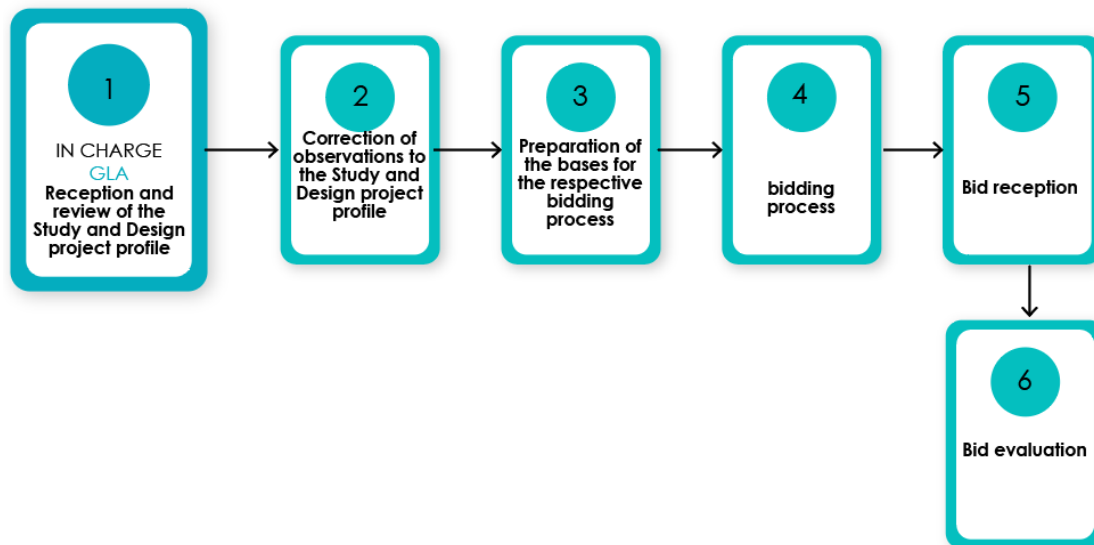 1
IN CHARGE
GLA
Reception and
review of the
Study and Design
project profile
2
Correction of
observations to
the Study and
Design project
profile
3
Preparation of
the bases for
the respective
bidding
process
4
bidding
process
5
Bid reception
6
Bid evaluation